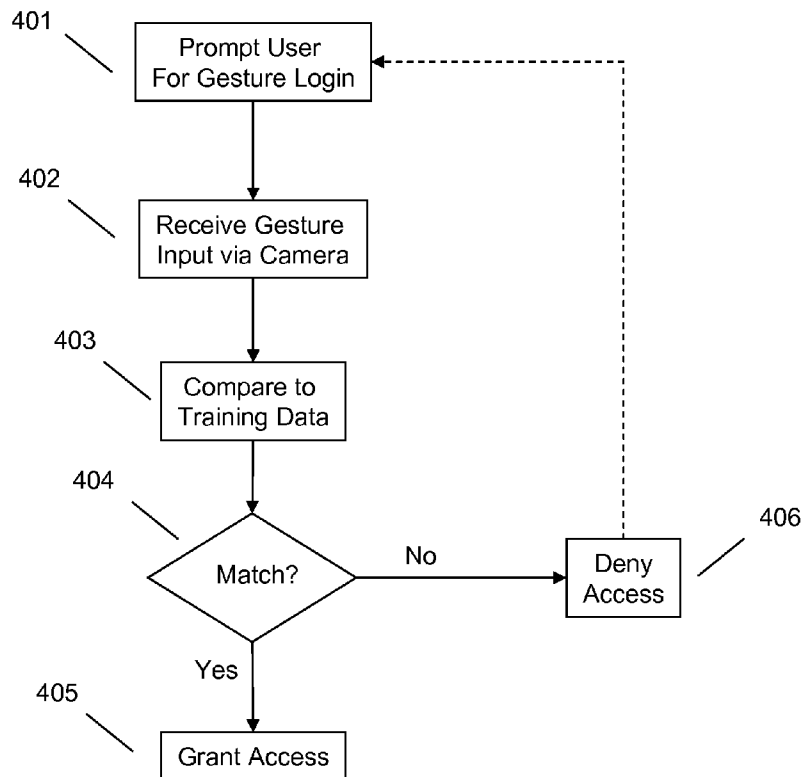 401
Prompt User
For Gesture Login
402
Receive Gesture
Input via Camera
403
Compare to
Training Data
404
Match?
No
406
Deny
Access
Yes
405
Grant Access